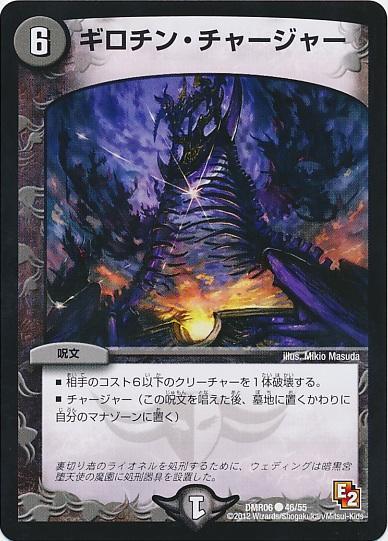 6
ギロチン・チャージャー
呪文
illus. Mikio Masuda
■ 相手のコスト6以下のクリーチャーを1体破壊する。
■ チャージャー（この呪文を唱えた後、墓地に置くかわりに
自分のマナゾーンに置く）
裏切り者のライオネルを処刑するために、ウェディングは暗黒宮
堕天使の魔園に処刑器具を設置した。
1
DMR06 ● 46/55
©2012 Wizards/Shogakukan/Mitsui-Kids
E2